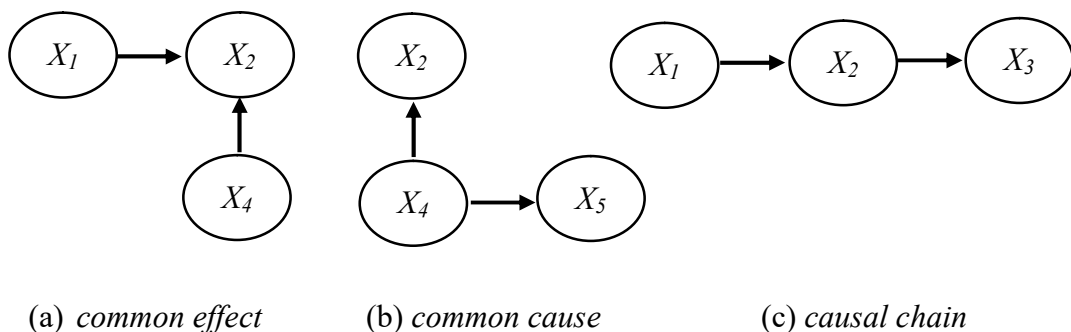 X1 X2 X2 X1 X2 X3
X4 X4 X5
(a) common effect (b) common cause (c) causal chain